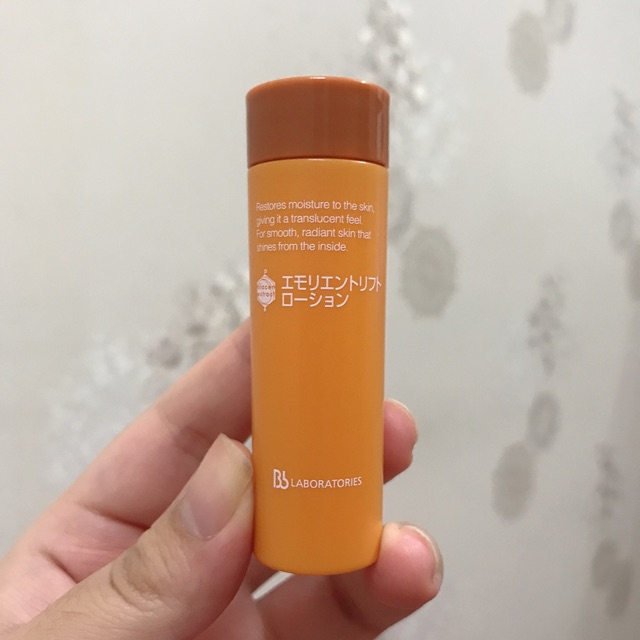 Restores moisture to the skin,
giving it a translucent feel.
For smooth, radiant skin that
shines from the inside.
エモリエントリフト
ローション
Bb LABORATORIES